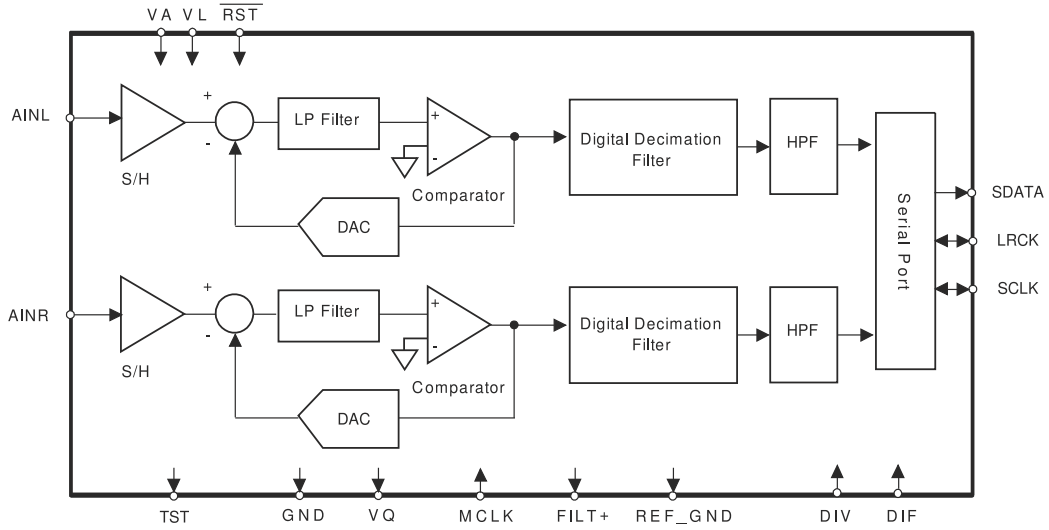 VA VL RST
AINL
+
-
S/H
LP Filter
+
-
Comparator
DAC
Digital Decimation
Filter
HPF
Serial Port
SDATA
LRCK
SCLK
AINR
+
-
S/H
LP Filter
+
-
Comparator
DAC
Digital Decimation
Filter
HPF
TST GND VQ MCLK FILT+ REF_GND DIV DIF